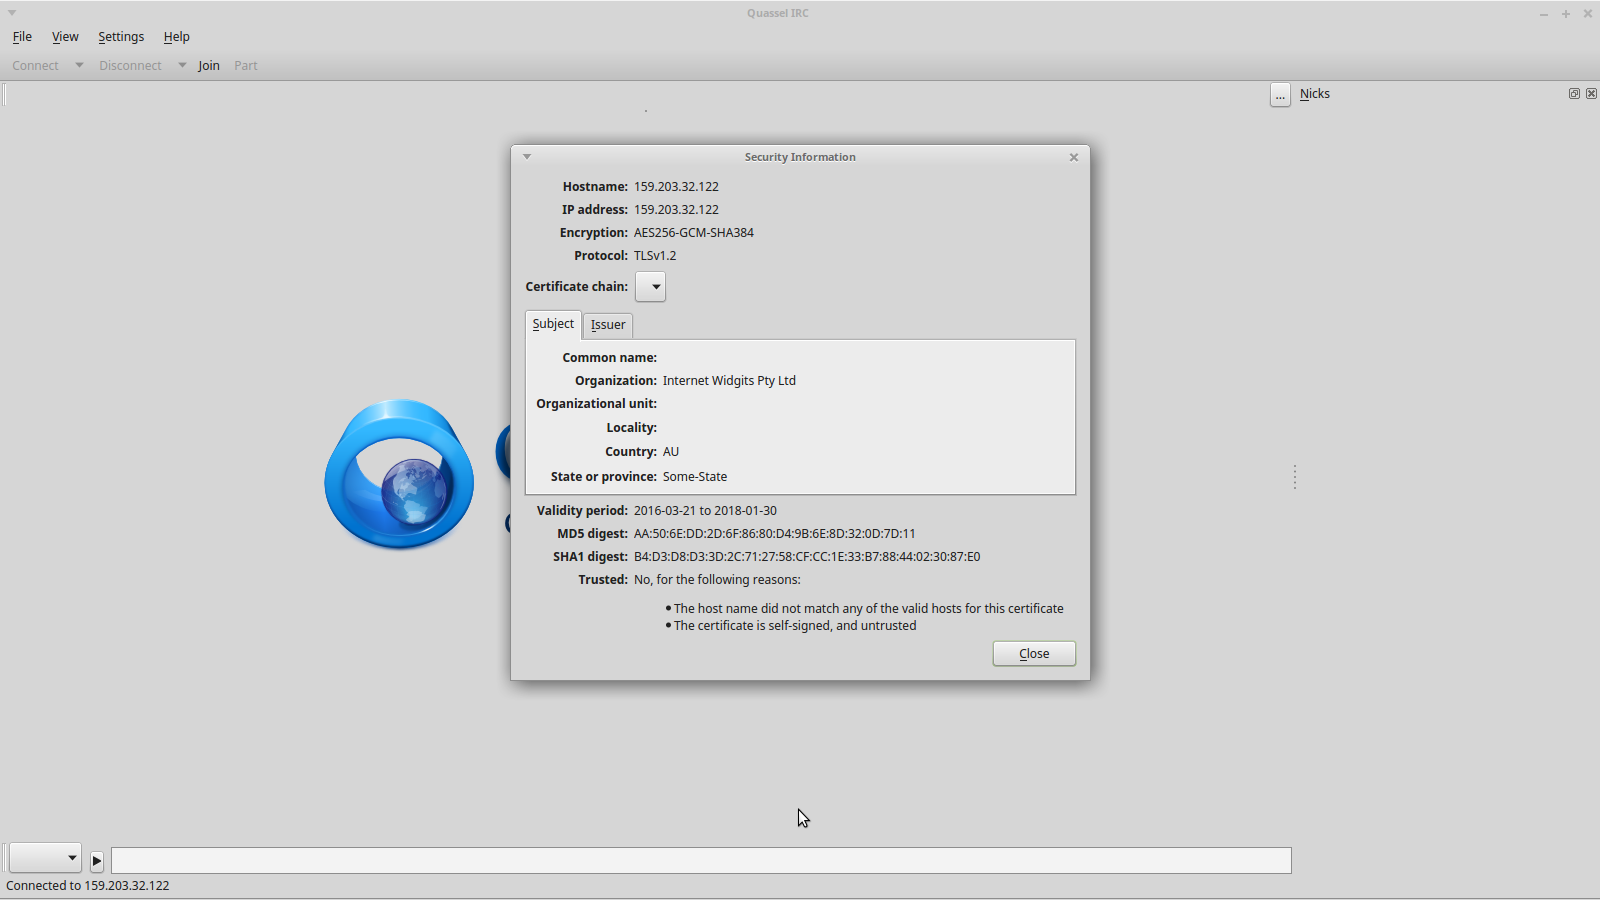 Quassel IRC
File View Settings Help
Connect Disconnect Join Part
... Nicks
Security Information
Hostname: 159.203.32.122
IP address: 159.203.32.122
Encryption: AES256-GCM-SHA384
Protocol: TLSv1.2
Certificate chain:
Subject Issuer
Common name:
Organization: Internet Widgits Pty Ltd
Organizational unit:
Locality:
Country: AU
State or province: Some-State
Validity period: 2016-03-21 to 2018-01-30
MD5 digest: AA:50:6E:DD:2D:6F:86:80:D4:9B:6E:8D:32:0D:7D:11
SHA1 digest: B4:D3:D8:D3:3D:2C:71:27:58:CF:CC:1E:33:B7:88:44:02:30:87:E0
Trusted: No, for the following reasons:
• The host name did not match any of the valid hosts for this certificate
• The certificate is self-signed, and untrusted
Close
Connected to 159.203.32.122